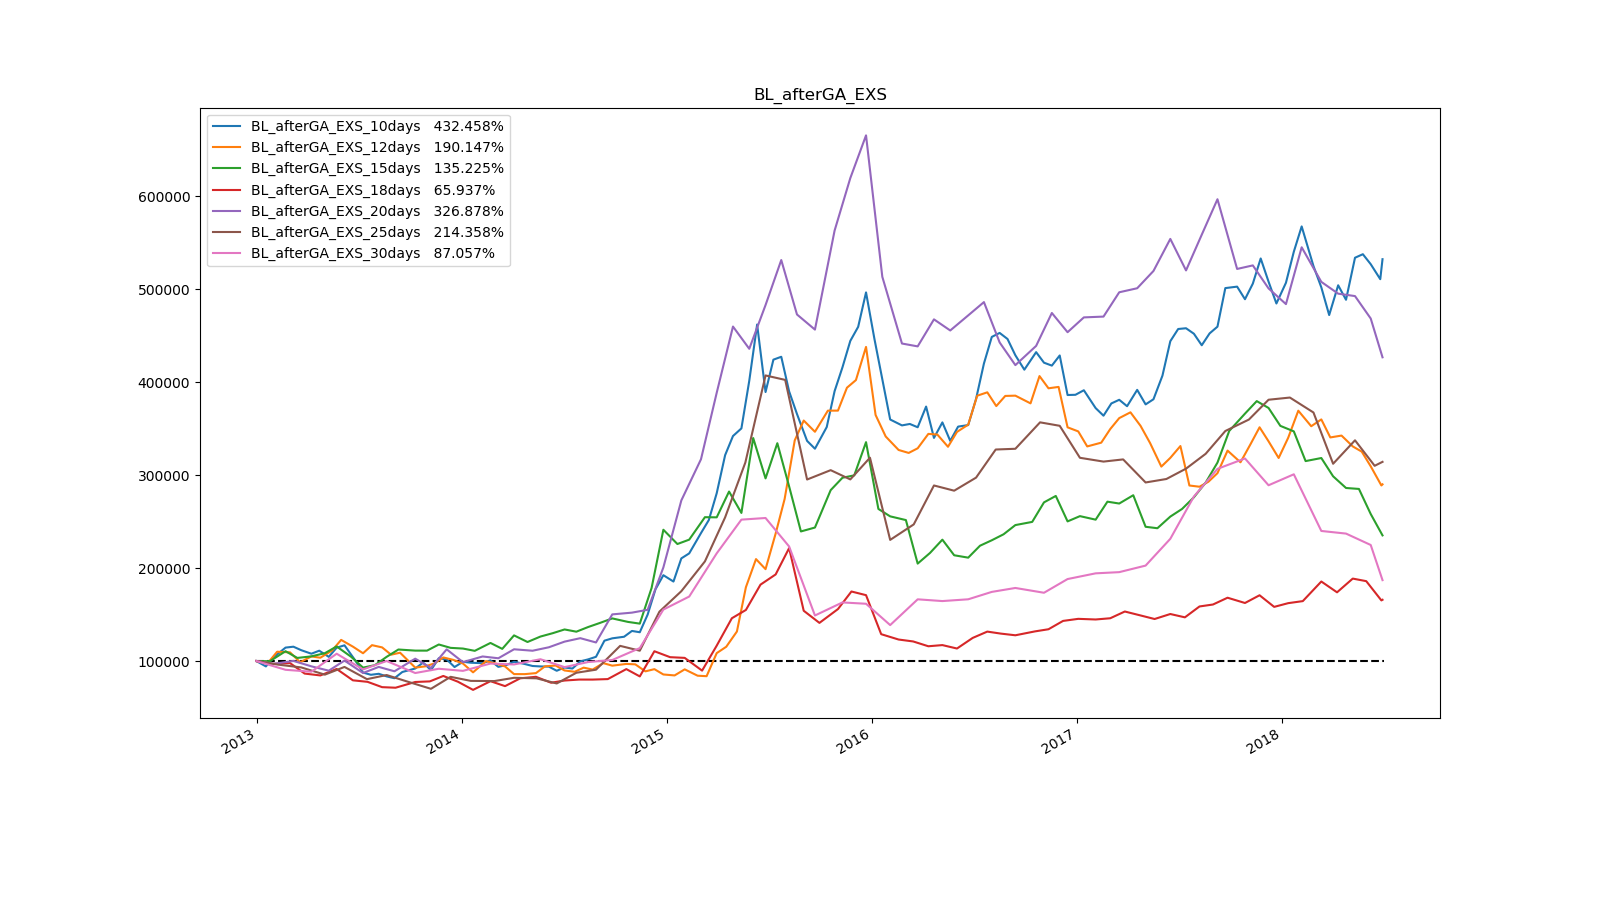 BL_afterGA_EXS
BL_afterGA_EXS_10days 432.458%
BL_afterGA_EXS_12days 190.147%
BL_afterGA_EXS_15days 135.225%
BL_afterGA_EXS_18days 65.937%
BL_afterGA_EXS_20days 326.878%
BL_afterGA_EXS_25days 214.358%
BL_afterGA_EXS_30days 87.057%
600000
500000
400000
300000
200000
100000
2013
2014
2015
2016
2017
2018